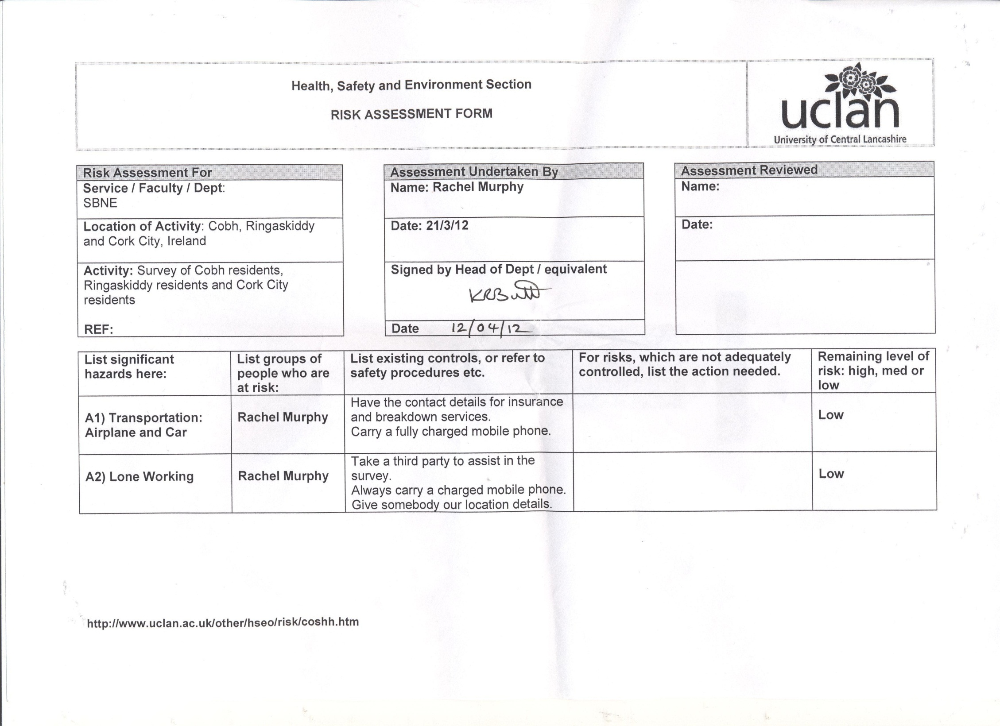 Health, Safety and Environment Section
RISK ASSESSMENT FORM
uclan
University of Central Lancashire
Risk Assessment For
Service / Faculty / Dept:
SBNE
Location of Activity: Cobh, Ringaskiddy
and Cork City, Ireland
Activity: Survey of Cobh residents,
Ringaskiddy residents and Cork City
residents
REF:
Assessment Undertaken By
Name: Rachel Murphy
Date: 21/3/12
Signed by Head of Dept / equivalent
Date 12/04/12
Assessment Reviewed
Name:
Date:
List significant
hazards here:
List groups of
people who are
at risk:
List existing controls, or refer to
safety procedures etc.
For risks, which are not adequately
controlled, list the action needed.
Remaining level of
risk: high, med or
low
A1) Transportation:
Airplane and Car
Rachel Murphy
Have the contact details for insurance
and breakdown services.
Carry a fully charged mobile phone.
Low
A2) Lone Working
Rachel Murphy
Take a third party to assist in the
survey.
Always carry a charged mobile phone.
Give somebody our location details.
Low
http://www.uclan.ac.uk/other/hseo/risk/coshh.htm